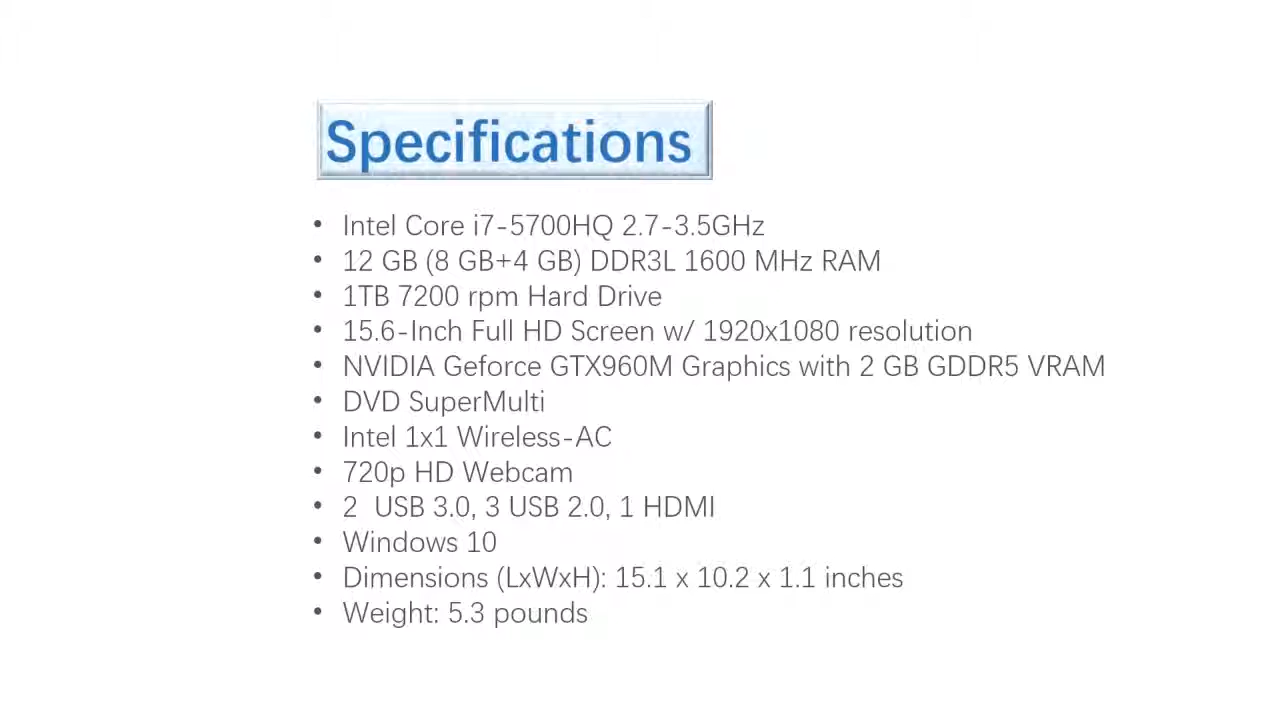 Specifications
• Intel Core i7-5700HQ 2.7-3.5GHz
• 12 GB (8 GB+4 GB) DDR3L 1600 MHz RAM
• 1TB 7200 rpm Hard Drive
• 15.6-Inch Full HD Screen w/ 1920x1080 resolution
• NVIDIA Geforce GTX960M Graphics with 2 GB GDDR5 VRAM
• DVD SuperMulti
• Intel 1x1 Wireless-AC
• 720p HD Webcam
• 2  USB 3.0, 3 USB 2.0, 1 HDMI
• Windows 10
• Dimensions (LxWxH): 15.1 x 10.2 x 1.1 inches
• Weight: 5.3 pounds